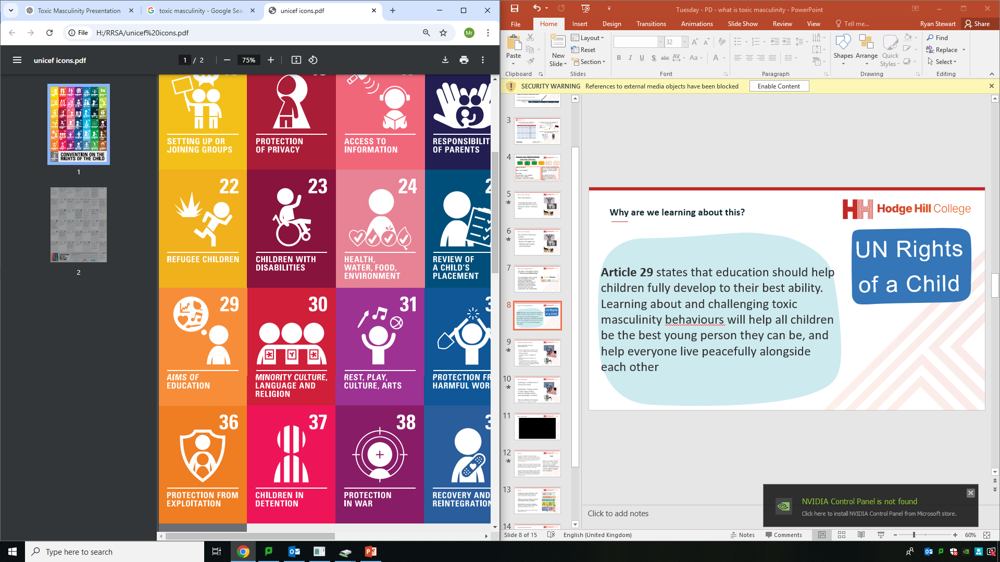 Toxic Masculinity Presentation
toxic masculinity - Google Sea
unicef icons.pdf
File
H:/RRSA/unicef%20icons.pdf
Mr
unicef icons.pdf
1 / 2
75%
CONVENTION ON THE
RIGHTS OF THE CHILD
1
2
SETTING UP OR
JOINING GROUPS
PROTECTION
OF PRIVACY
ACCESS TO
INFORMATION
RESPONSIBILIT
OF PARENTS
22
REFUGEE CHILDREN
23
CHILDREN WITH
DISABILITIES
24
HEALTH,
WATER, FOOD,
ENVIRONMENT
REVIEW OF
A CHILD'S
PLACEMENT
29
AIMS OF
EDUCATION
30
MINORITY CULTURE,
LANGUAGE AND
RELIGION
31
REST, PLAY,
CULTURE, ARTS
PROTECTION FR
HARMFUL WOR
36
PROTECTION FROM
EXPLOITATION
37
CHILDREN IN
DETENTION
38
PROTECTION
IN WAR
RECOVERY AND
REINTEGRATION
Tuesday - PD - what is toxic masculinity - PowerPoint
File
Home
Insert
Design
Transitions
Animations
Slide Show
Review
View
Tell me...
Ryan Stewart
Share
Paste
Clipboard
New
Slide
Layout
Reset
Section
Slides
32
B I U S abc AV Aa A
Font
Paragraph
Shapes
Arrange
Quick
Styles
Drawing
Find
Replace
Select
Editing
SECURITY WARNING References to external media objects have been blocked
Enable Content
3
4
5
6
7
8
9
10
11
12
13
14
Why are we learning about this?
Hodge Hill College
UN Rights
of a Child
Article 29 states that education should help
children fully develop to their best ability.
Learning about and challenging toxic
masculinity behaviours will help all children
be the best young person they can be, and
help everyone live peacefully alongside
each other
Click to add notes
NVIDIA Control Panel is not found
Click here to install NVIDIA Control Panel from Microsoft store.
Slide 8 of 15
English (United Kingdom)
Notes
Comments
60%
Type here to search